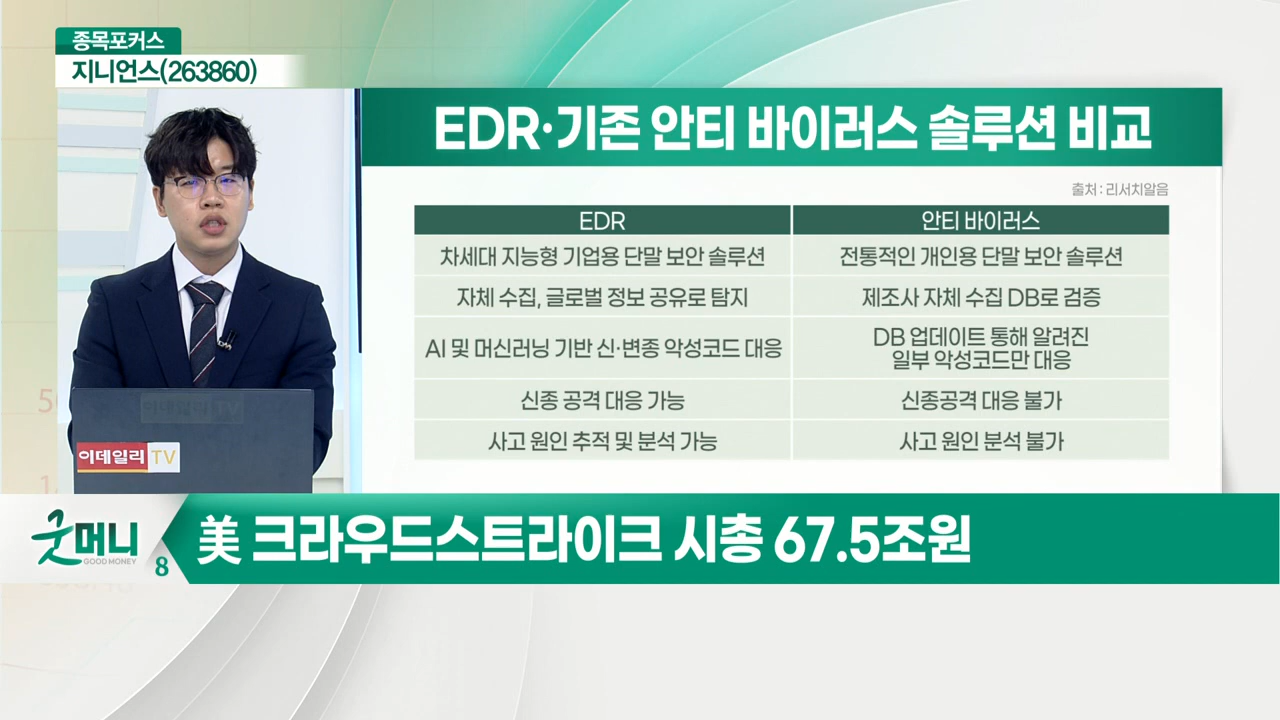 종목포커스
지니언스(263860)
EDR·기존 안티 바이러스 솔루션 비교
출처 : 리서치알음
EDR
안티 바이러스
차세대 지능형 기업용 단말 보안 솔루션
전통적인 개인용 단말 보안 솔루션
자체 수집, 글로벌 정보 공유로 탐지
제조사 자체 수집 DB로 검증
AI 및 머신러닝 기반 신·변종 악성코드 대응
DB 업데이트 통해 알려진
일부 악성코드만 대응
신종 공격 대응 가능
신종공격 대응 불가
사고 원인 추적 및 분석 가능
사고 원인 분석 불가
이데일리 TV
이데일리 TV
굿머니
GOOD MONEY
8
美 크라우드스트라이크 시총 67.5조원